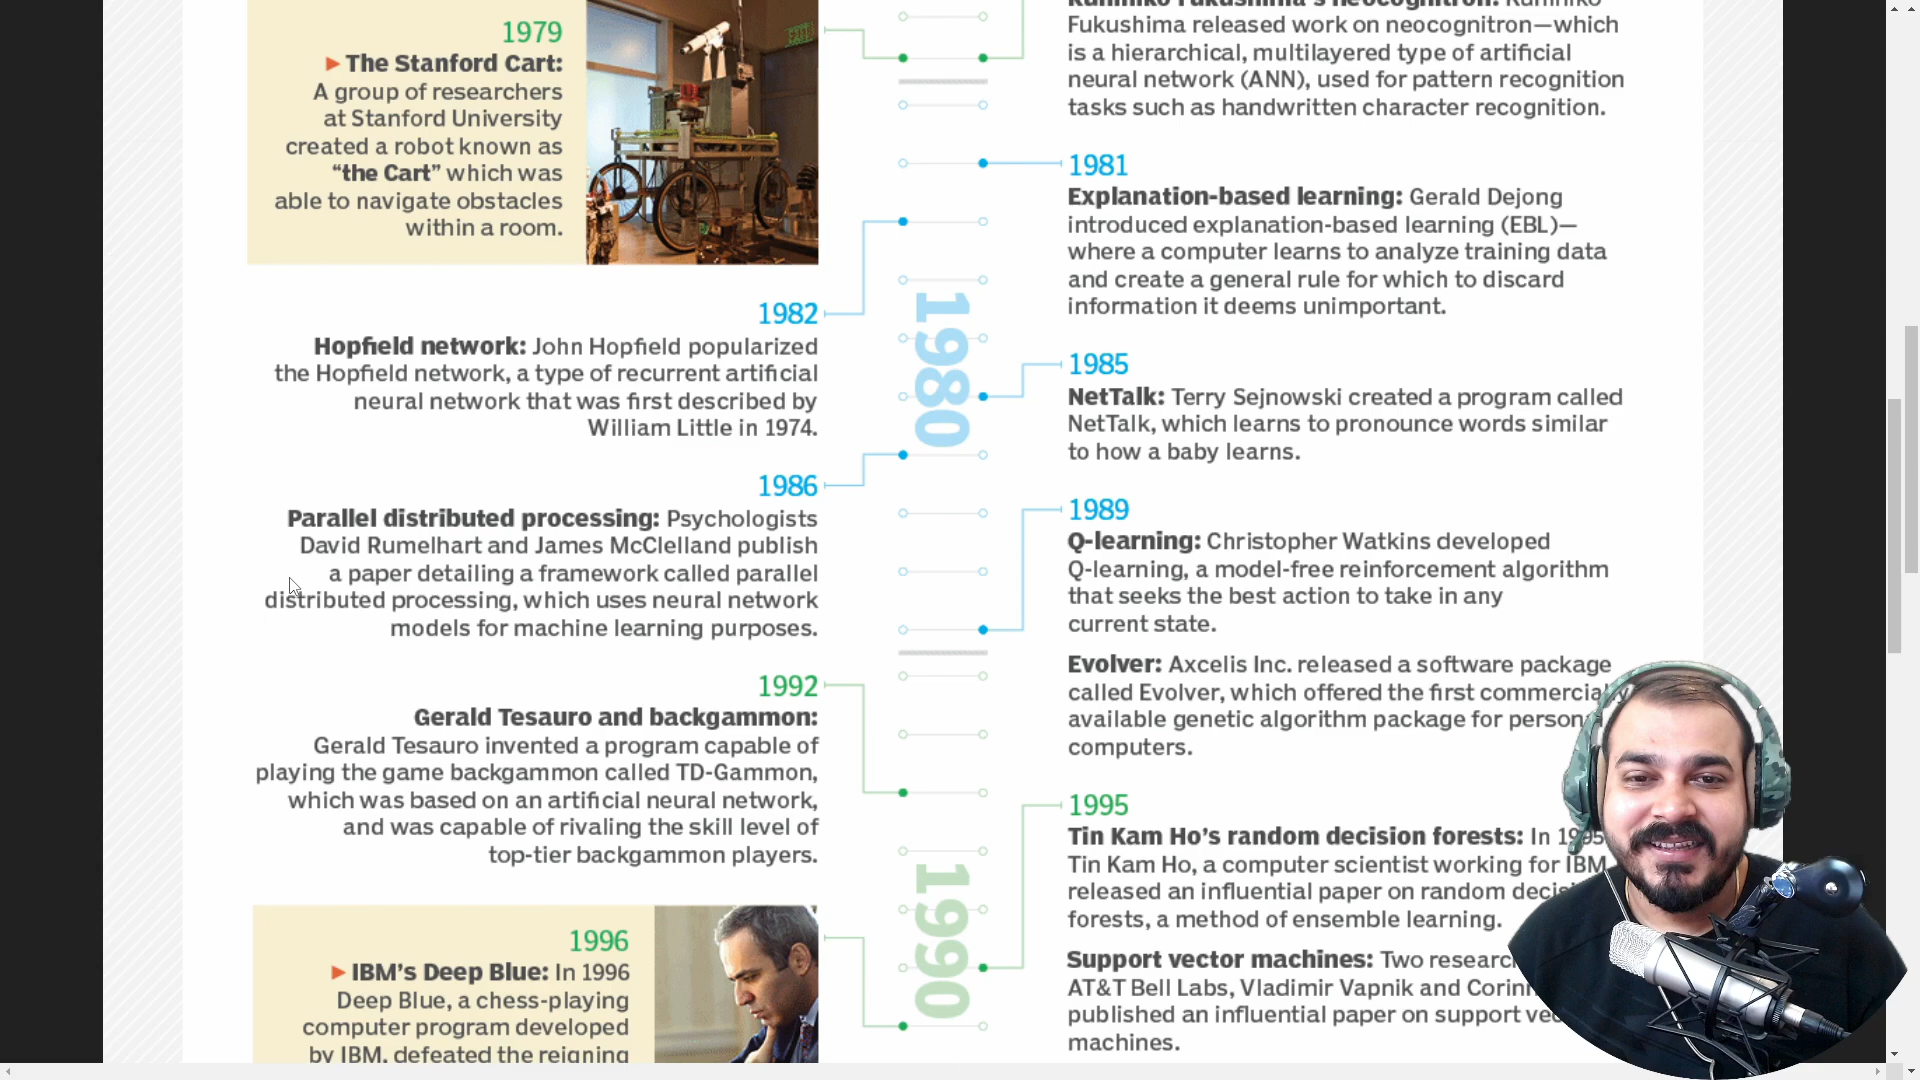 1979
► The Stanford Cart:
A group of researchers
at Stanford University
created a robot known as
“the Cart” which was
able to navigate obstacles
within a room.
1982
Hopfield network: John Hopfield popularized
the Hopfield network, a type of recurrent artificial
neural network that was first described by
William Little in 1974.
1986
Parallel distributed processing: Psychologists
David Rumelhart and James McClelland publish
a paper detailing a framework called parallel
distributed processing, which uses neural network
models for machine learning purposes.
1992
Gerald Tesauro and backgammon:
Gerald Tesauro invented a program capable of
playing the game backgammon called TD-Gammon,
which was based on an artificial neural network,
and was capable of rivaling the skill level of
top-tier backgammon players.
1996
► IBM’s Deep Blue: In 1996
Deep Blue, a chess-playing
computer program developed
by IBM, defeated the reigning
1980
1990
Kunihiko Fukushima’s neocognitron: Kunihiko
Fukushima released work on neocognitron—which
is a hierarchical, multilayered type of artificial
neural network (ANN), used for pattern recognition
tasks such as handwritten character recognition.
1981
Explanation-based learning: Gerald Dejong
introduced explanation-based learning (EBL)—
where a computer learns to analyze training data
and create a general rule for which to discard
information it deems unimportant.
1985
NetTalk: Terry Sejnowski created a program called
NetTalk, which learns to pronounce words similar
to how a baby learns.
1989
Q-learning: Christopher Watkins developed
Q-learning, a model-free reinforcement algorithm
that seeks the best action to take in any
current state.
Evolver: Axcelis Inc. released a software package
called Evolver, which offered the first commercially
available genetic algorithm package for person
computers.
1995
Tin Kam Ho’s random decision forests: In 1995
Tin Kam Ho, a computer scientist working for IBM
released an influential paper on random decis
forests, a method of ensemble learning.
Support vector machines: Two researc
AT&T Bell Labs, Vladimir Vapnik and Corinn
published an influential paper on support vec
machines.